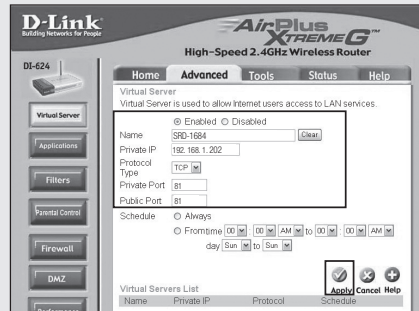 D-Link
Building Networks for People
AirPlus
XTREME G™
High-Speed 2.4GHz Wireless Router
DI-624
Home Advanced Tools Status Help
Virtual Server
Virtual Server is used to allow Internet users access to LAN services.
Virtual Server
Enabled Disabled
Name SRD-1684 Clear
Applications
Private IP 192.168.1.202
Protocol Type TCP
Filters
Private Port 81
Public Port 81
Parental Control
Schedule Always
From time 00 : 00 AM to 00 : 00 AM
day Sun to Sun
Firewall
DMZ
Apply Cancel Help
Virtual Servers List
Name Private IP Protocol Schedule
Performance